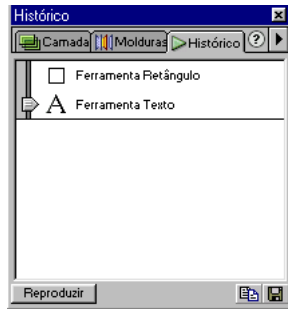 Histórico
Camada Molduras Histórico ?
Ferramenta Retângulo
A Ferramenta Texto
Reproduzir